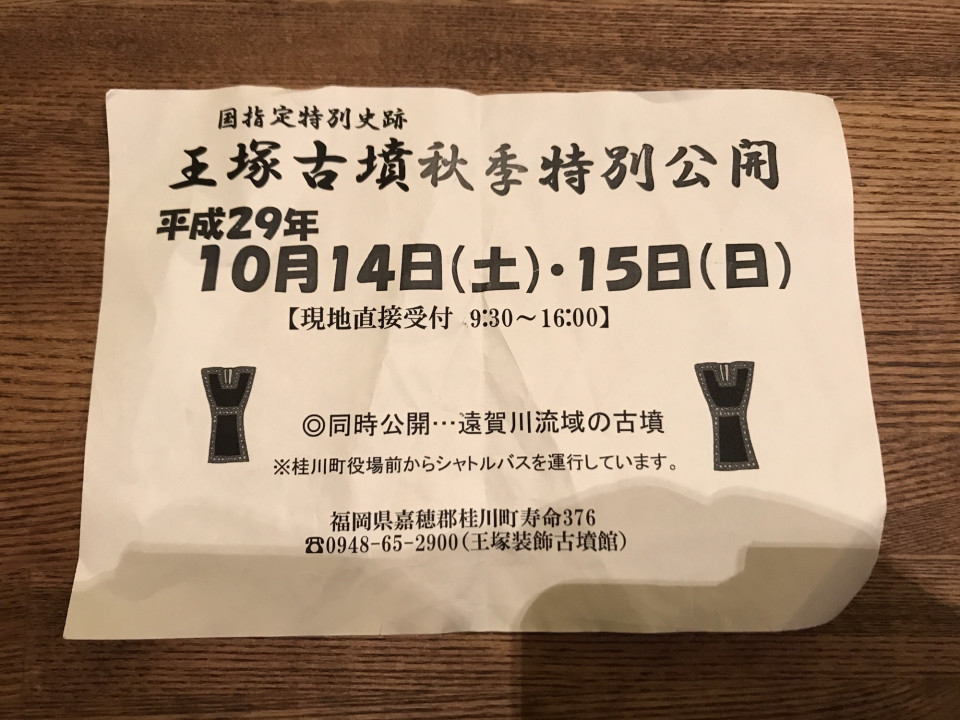 国指定特別史跡
王塚古墳秋季特別公開
平成29年
10月14日(土)・15日(日)
【現地直接受付 9:30～16:00】
◎同時公開…遠賀川流域の古墳
※桂川町役場前からシャトルバスを運行しています。
福岡県嘉穂郡桂川町寿命376
☎0948-65-2900(王塚装飾古墳館)